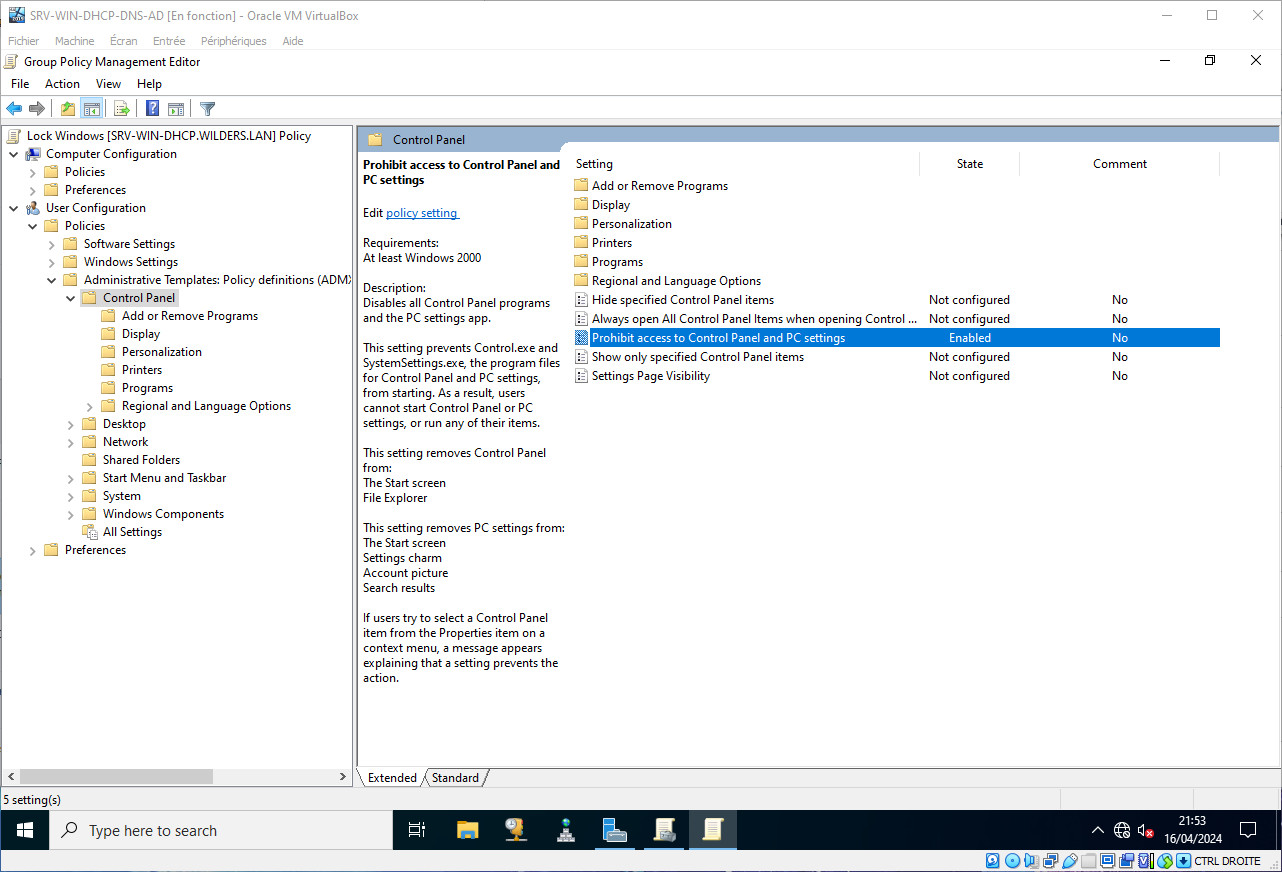 SRV-WIN-DHCP-DNS-AD [En fonction] - Oracle VM VirtualBox
Fichier Machine Écran Entrée Périphériques Aide
Group Policy Management Editor
File Action View Help
Lock Windows [SRV-WIN-DHCP.WILDERS.LAN] Policy
Computer Configuration
Policies
Preferences
User Configuration
Policies
Software Settings
Windows Settings
Administrative Templates: Policy definitions (ADMX
Control Panel
Add or Remove Programs
Display
Personalization
Printers
Programs
Regional and Language Options
Desktop
Network
Shared Folders
Start Menu and Taskbar
System
Windows Components
All Settings
Preferences
Control Panel
Prohibit access to Control Panel and
PC settings
Edit policy setting
Requirements:
At least Windows 2000
Description:
Disables all Control Panel programs
and the PC settings app.
This setting prevents Control.exe and
SystemSettings.exe, the program files
for Control Panel and PC settings,
from starting. As a result, users
cannot start Control Panel or PC
settings, or run any of their items.
This setting removes Control Panel
from:
The Start screen
File Explorer
This setting removes PC settings from:
The Start screen
Settings charm
Account picture
Search results
If users try to select a Control Panel
item from the Properties item on a
context menu, a message appears
explaining that a setting prevents the
action.
Setting State Comment
Add or Remove Programs
Display
Personalization
Printers
Programs
Regional and Language Options
Hide specified Control Panel items Not configured No
Always open All Control Panel Items when opening Control ... Not configured No
Prohibit access to Control Panel and PC settings Enabled No
Show only specified Control Panel items Not configured No
Settings Page Visibility Not configured No
Extended Standard
5 setting(s)
Type here to search
21:53
16/04/2024
CTRL DROITE